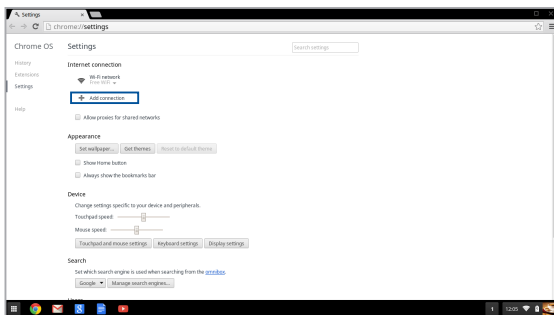 Settings
chrome://settings
Chrome OS
Settings
Search settings
History
Extensions
Settings
Help
Internet connection
Wi-Fi network
Free WiFi
Add connection
Allow proxies for shared networks
Appearance
Set wallpaper... Get themes Reset to default theme
Show Home button
Always show the bookmarks bar
Device
Change settings specific to your device and peripherals.
Touchpad speed:
Mouse speed:
Touchpad and mouse settings Keyboard settings Display settings
Search
Set which search engine is used when searching from the omnibox.
Google Manage search engines...
1 12:05